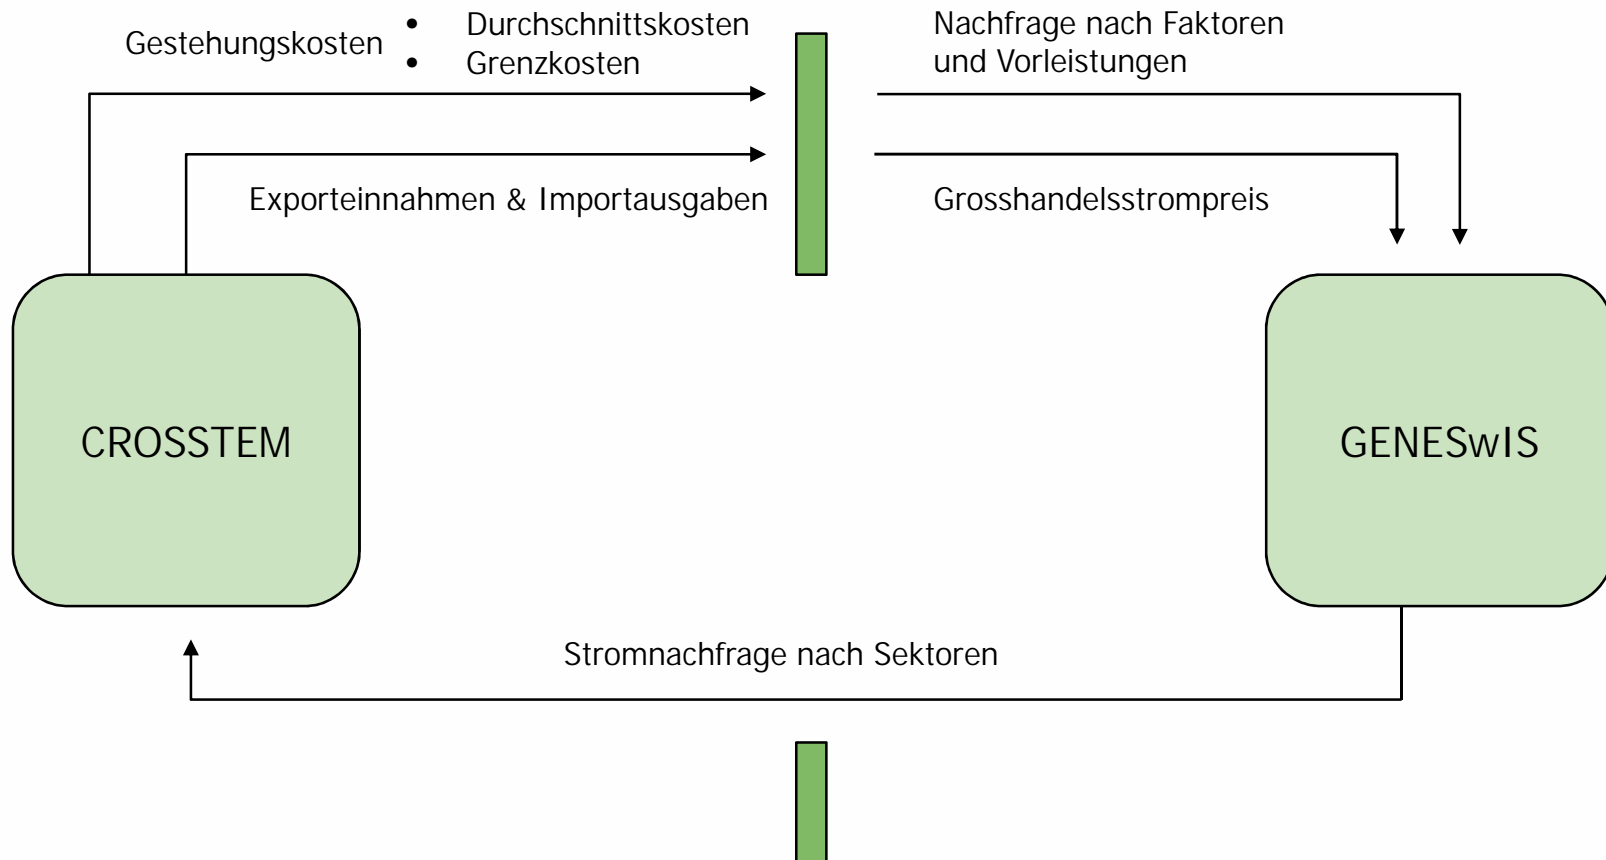 Gestehungskosten
• Durchschnittskosten
• Grenzkosten
Nachfrage nach Faktoren
und Vorleistungen
Exporteinnahmen & Importausgaben
Grosshandelsstrompreis
CROSSTEM
GENESwIS
Stromnachfrage nach Sektoren